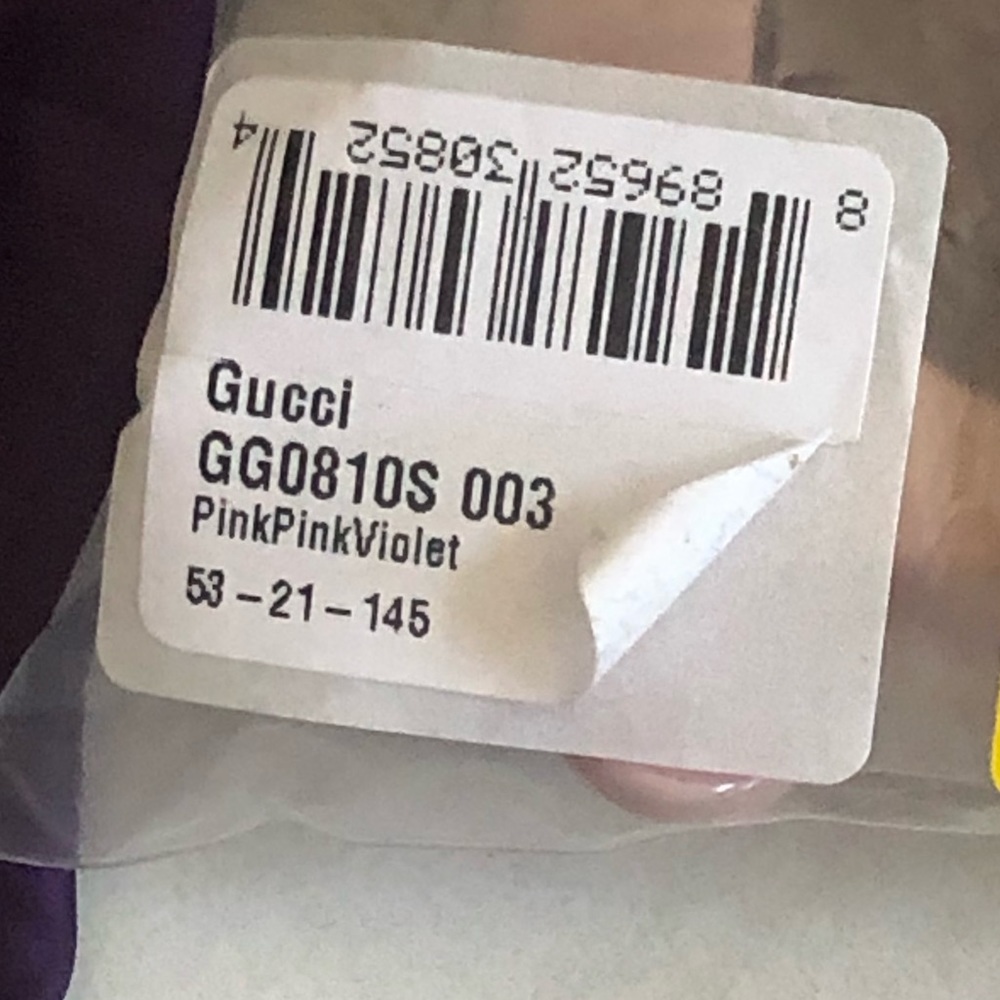 8 89652 30852 4
Gucci
GG0810S 003
PinkPinkViolet
53-21-145